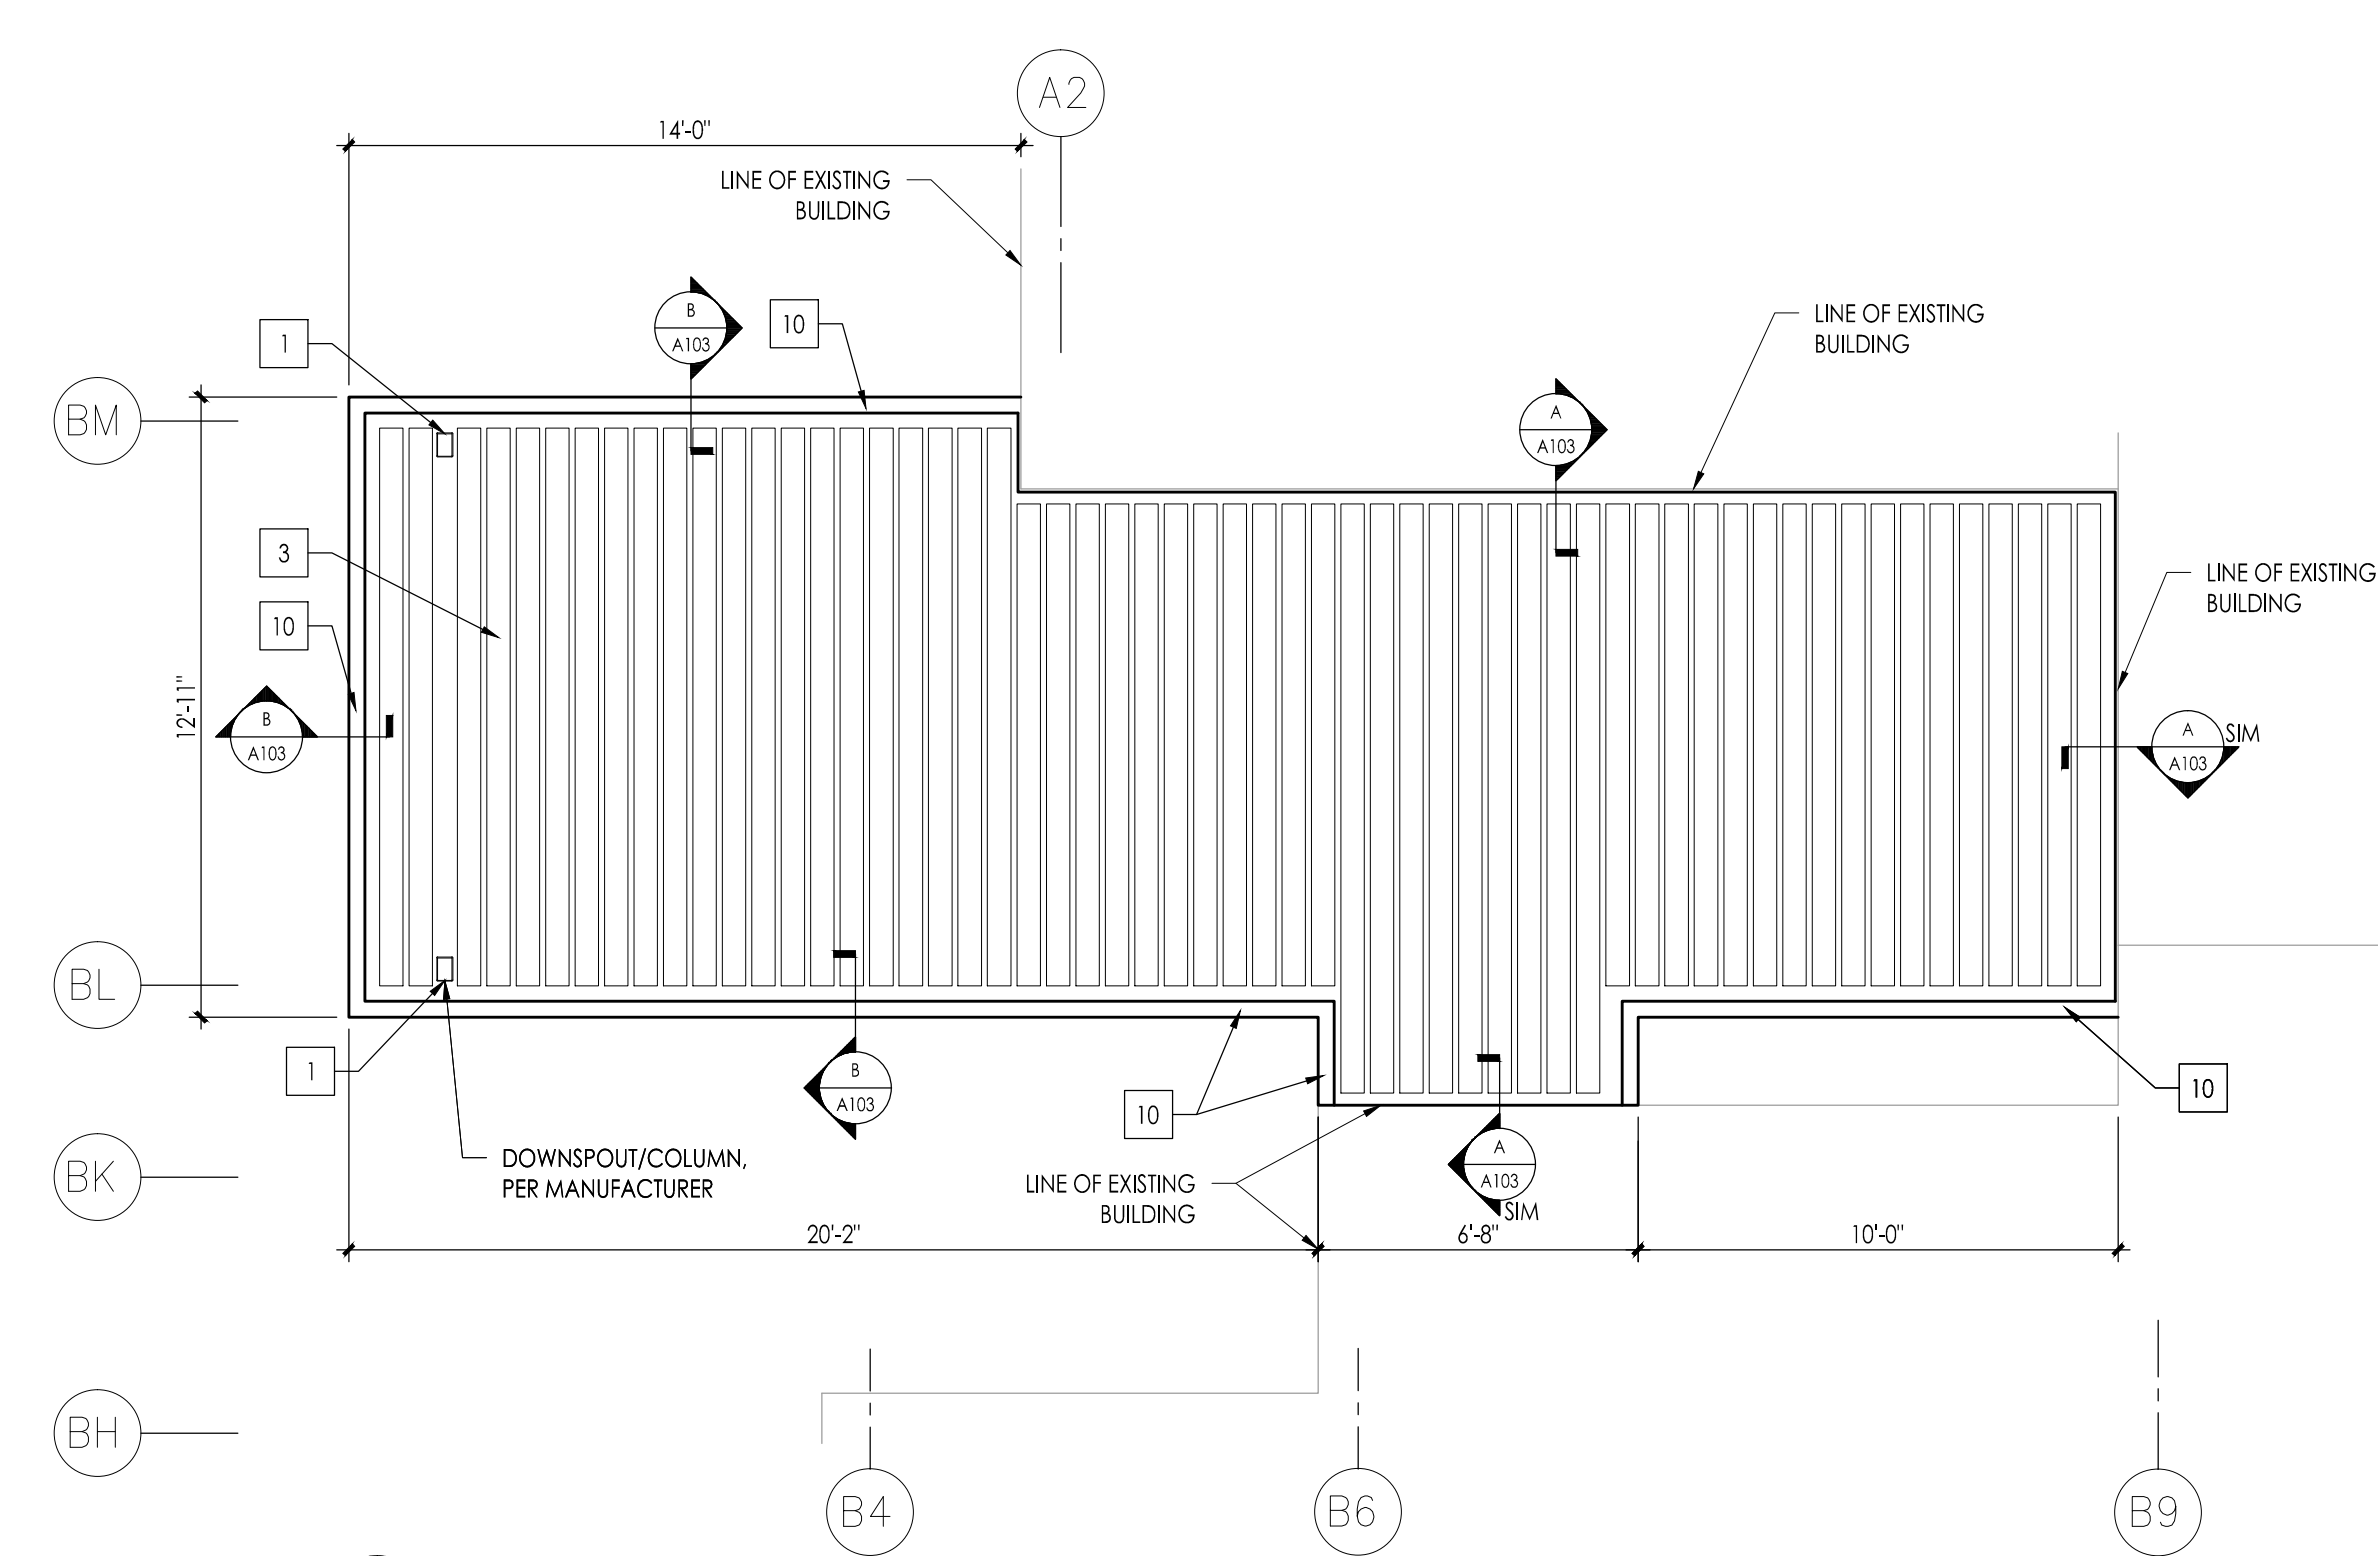 A2
14'-0"
LINE OF EXISTING
BUILDING
B
A103
10
1
LINE OF EXISTING
BUILDING
BM
A
A103
3
LINE OF EXISTING
BUILDING
10
12'-11"
B
A103
A
A103
SIM
BL
1
B
A103
10
10
DOWNSPOUT/COLUMN,
PER MANUFACTURER
BK
LINE OF EXISTING
BUILDING
A
A103
SIM
20'-2"
6'-8"
10'-0"
BH
B4
B6
B9